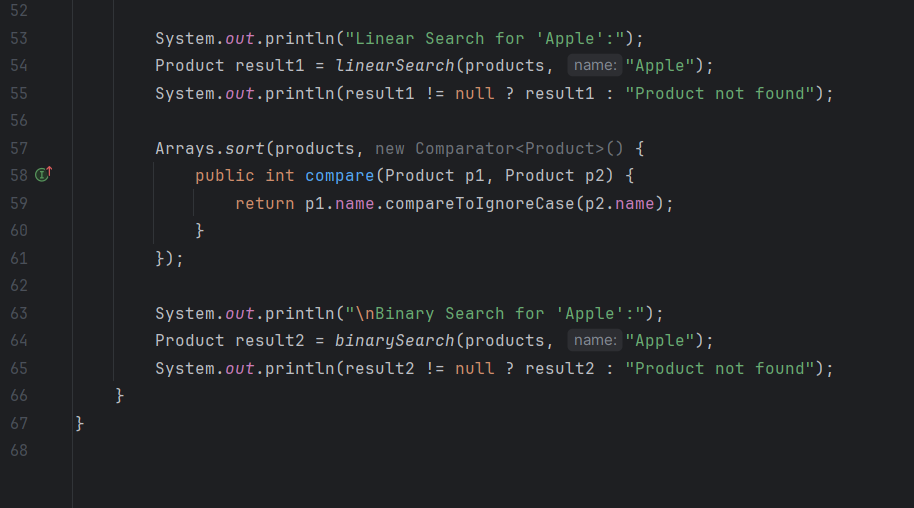 52
53 System.out.println("Linear Search for 'Apple':");
54 Product result1 = linearSearch(products, name: "Apple");
55 System.out.println(result1 != null ? result1 : "Product not found");
56
57 Arrays.sort(products, new Comparator<Product>() {
58 public int compare(Product p1, Product p2) {
59 return p1.name.compareToIgnoreCase(p2.name);
60 }
61 });
62
63 System.out.println("\nBinary Search for 'Apple':");
64 Product result2 = binarySearch(products, name: "Apple");
65 System.out.println(result2 != null ? result2 : "Product not found");
66 }
67 }
68